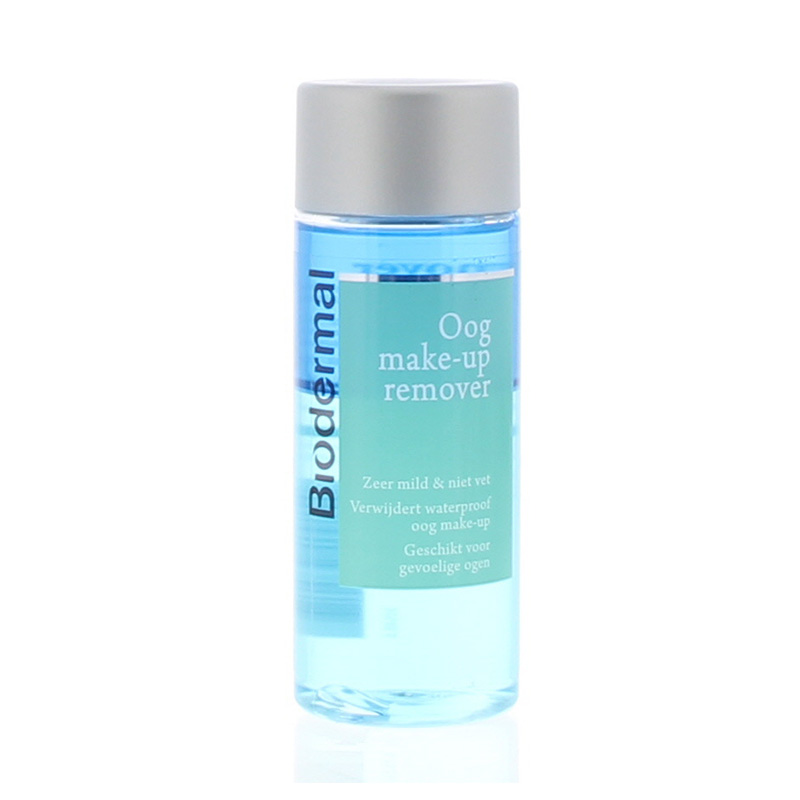 Biodermal
Oog
make-up
remover
Zeer mild & niet vet
Verwijdert waterproof
oog make-up
Geschikt voor
gevoelige ogen